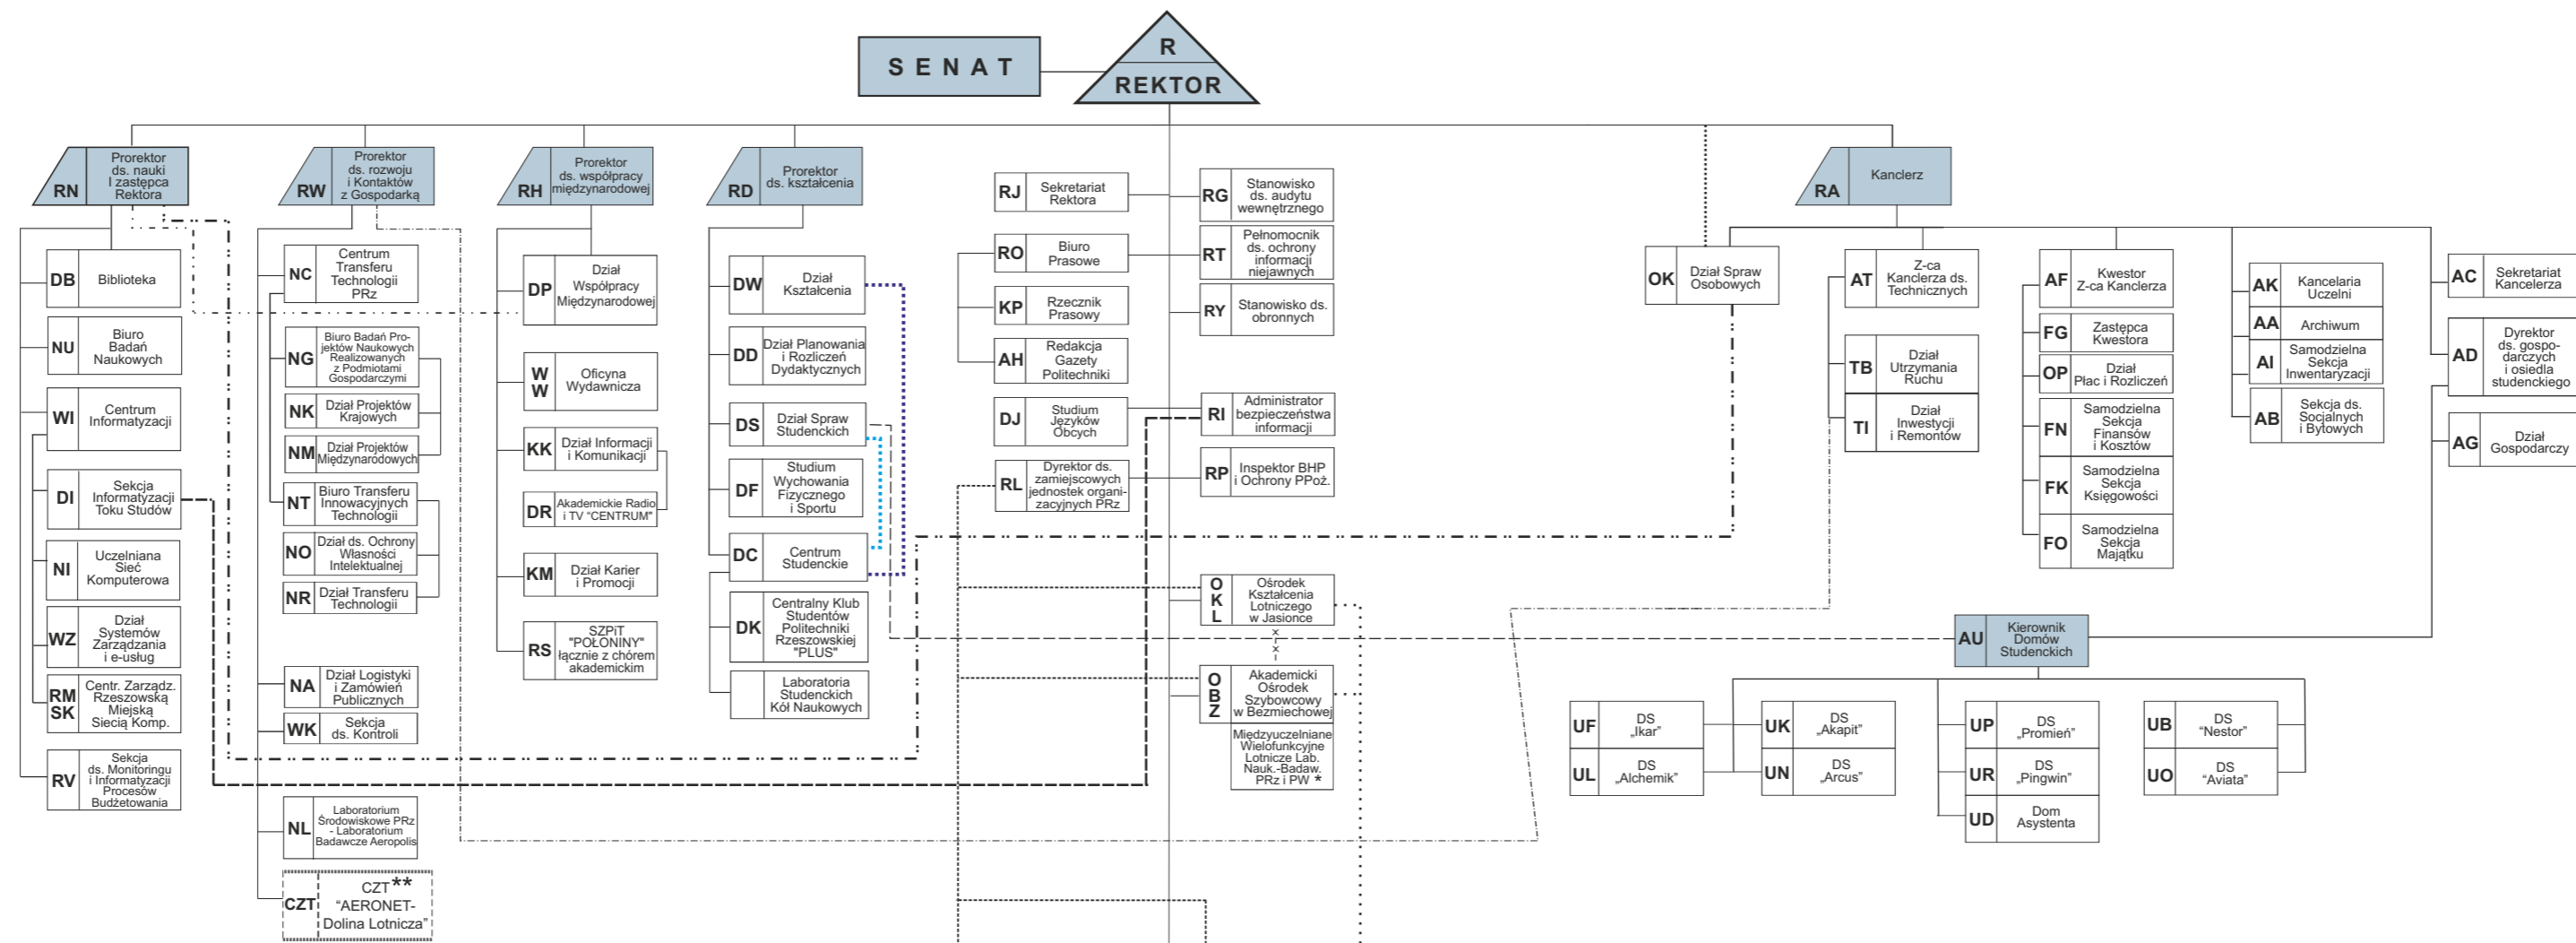 SENAT
R
REKTOR
RN
Prorektor
ds. nauki
I zastępca
Rektora
RW
Prorektor
ds. rozwoju
i Kontaktów
z Gospodarką
RH
Prorektor
ds. współpracy
międzynarodowej
RD
Prorektor
ds. kształcenia
RA
Kanclerz
DB
Biblioteka
NU
Biuro
Badań
Naukowych
WI
Centrum
Informatyzacji
DI
Sekcja
Informatyzacji
Toku Studów
NI
Uczelniana
Sieć
Komputerowa
WZ
Dział
Systemów
Zarządzania
i e-usług
RM
SK
Centr. Zarządz.
Rzeszowską
Miejską
Siecią Komp.
RV
Sekcja
ds. Monitoringu
i Informatyzacji
Procesów
Budżetowania
NC
Centrum
Transferu
Technologii
PRz
NG
Biuro Badań Pro-
jektów Naukowych
Realizowanych
z Podmiotami
Gospodarczymi
NK
Dział Projektów
Krajowych
NM
Dział Projektów
Międzynarodowych
NT
Biuro Transferu
Innowacyjnych
Technologii
NO
Dział ds. Ochrony
Własności
Intelektualnej
NR
Dział Transferu
Technologii
NA
Dział Logistyki
i Zamówień
Publicznych
WK
Sekcja
ds. Kontroli
NL
Laboratorium
Środowiskowe PRz
- Laboratorium
Badawcze Aeropolis
CZT
CZT **
"AERONET-
Dolina Lotnicza”
DP
Dział
Współpracy
Międzynarodowej
W
W
Oficyna
Wydawnicza
KK
Dział Informacji
i Komunikacji
DR
Akademickie Radio
i TV "CENTRUM"
KM
Dział Karier
i Promocji
RS
SZPiT
"POŁONINY"
łącznie z chórem
akademickim
DW
Dział
Kształcenia
DD
Dział Planowania
i Rozliczeń
Dydaktycznych
DS
Dział Spraw
Studenckich
DF
Studium
Wychowania
Fizycznego
i Sportu
DC
Centrum
Studenckie
DK
Centralny Klub
Studentów
Politechniki
Rzeszowskiej
"PLUS"
Laboratoria
Studenckich
Kół Naukowych
RJ
Sekretariat
Rektora
RO
Biuro
Prasowe
KP
Rzecznik
Prasowy
AH
Redakcja
Gazety
Politechniki
DJ
Studium
Języków
Obcych
RL
Dyrektor ds.
zamiejscowych
jednostek organi-
zacyjnych PRz
RG
Stanowisko
ds. audytu
wewnętrznego
RT
Pełnomocnik
ds. ochrony
informacji
niejawnych
RY
Stanowisko ds.
obronnych
RI
Administrator
bezpieczeństwa
informacji
RP
Inspektor BHP
i Ochrony PPoż.
O
K
L
Ośrodek
Kształcenia
Lotniczego
w Jasionce
O
B
Z
Akademicki
Ośrodek
Szybowcowy
w Bezmiechowej
Międzyuczelniane
Wielofunkcyjne
Lotnicze Lab.
Nauk.-Badaw.
PRz i PW *
OK
Dział Spraw
Osobowych
AT
Z-ca
Kanclerza ds.
Technicznych
TB
Dział
Utrzymania
Ruchu
TI
Dział
Inwestycji
i Remontów
AF
Kwestor
Z-ca Kanclerza
FG
Zastępca
Kwestora
OP
Dział
Płac i Rozliczeń
FN
Samodzielna
Sekcja
Finansów
i Kosztów
FK
Samodzielna
Sekcja
Księgowości
FO
Samodzielna
Sekcja
Majątku
AK
Kancelaria
Uczelni
AA
Archiwum
AI
Samodzielna
Sekcja
Inwentaryzacji
AB
Sekcja ds.
Socjalnych
i Bytowych
AC
Sekretariat
Kancelerza
AD
Dyrektor
ds. gospo-
darczych
i osiedla
studenckiego
AG
Dział
Gospodarczy
AU
Kierownik
Domów
Studenckich
UF
DS
„Ikar”
UL
DS
„Alchemik”
UK
DS
„Akapit”
UN
DS
„Arcus”
UP
DS
„Promień”
UR
DS
„Pingwin”
UD
Dom
Asystenta
UB
DS
“Nestor”
UO
DS
“Aviata”